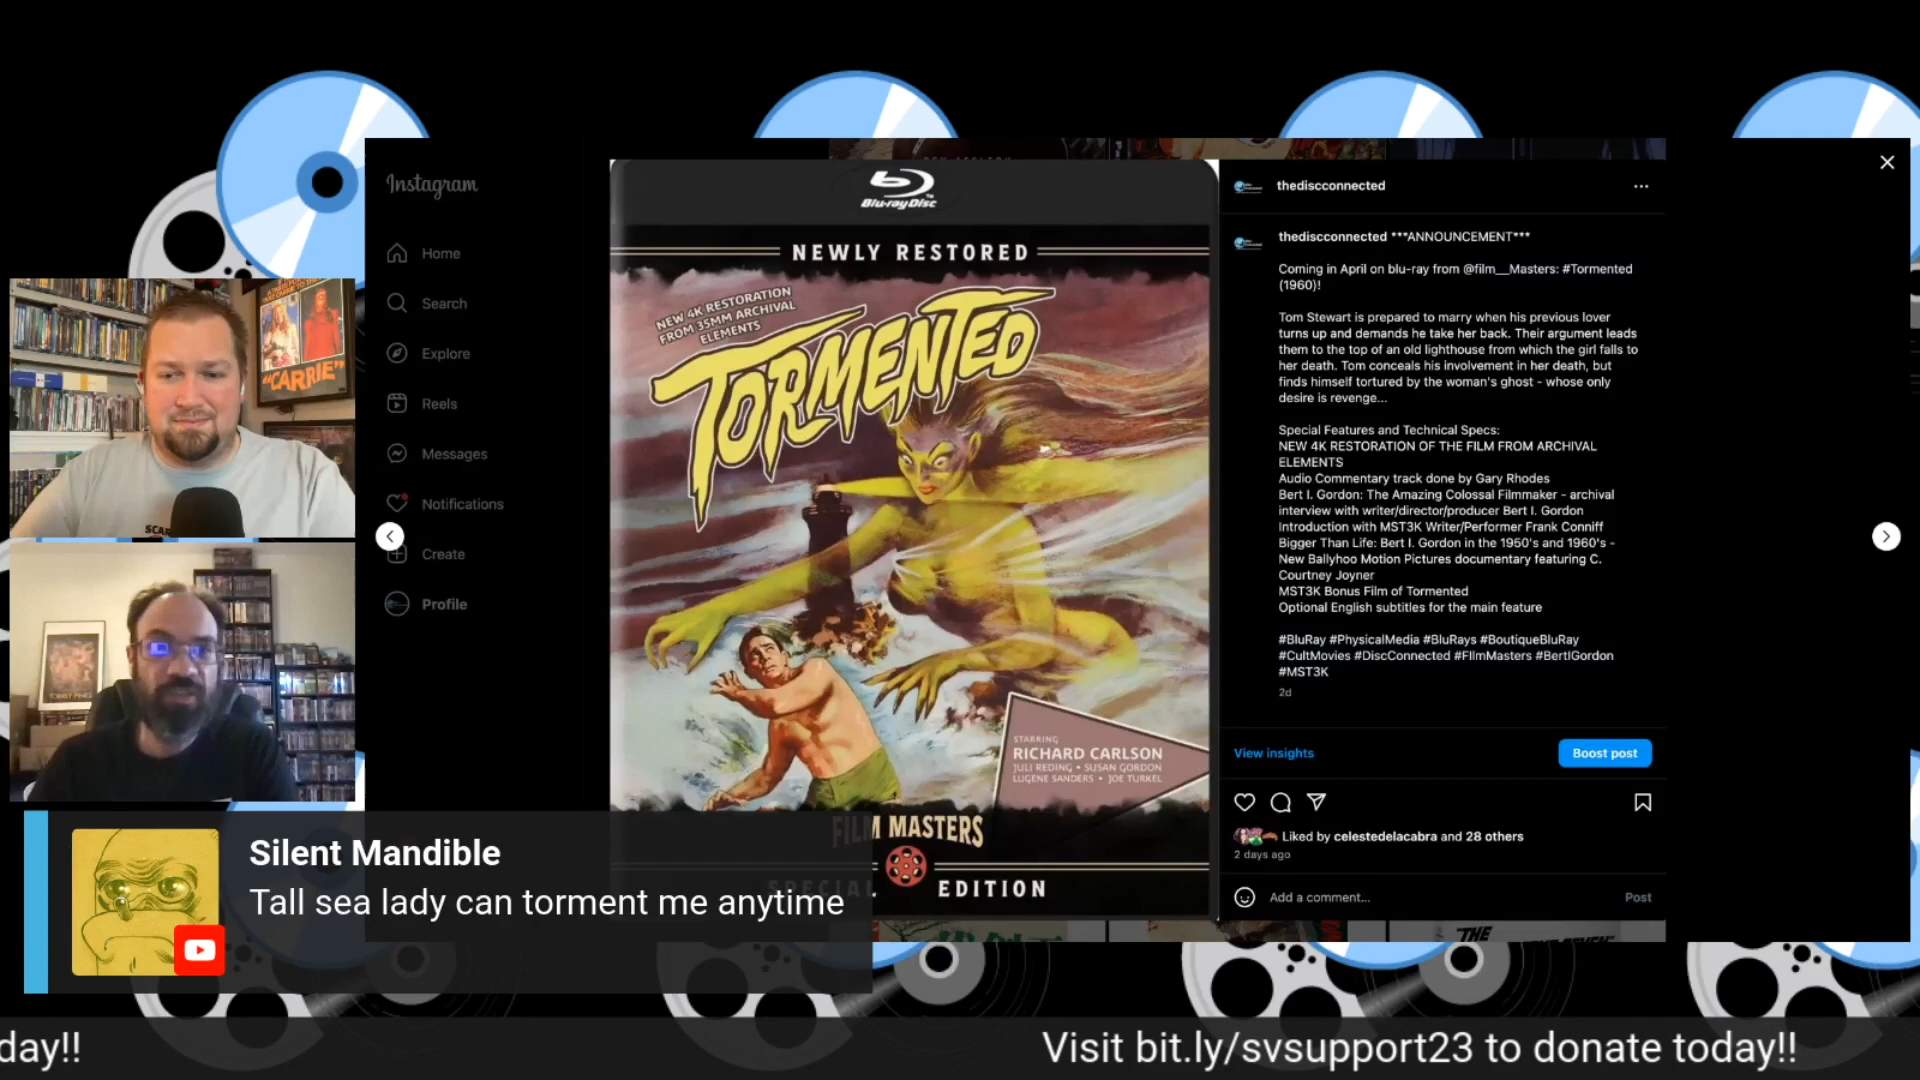 Instagram
Home
Search
Explore
Reels
Messages
Notifications
Create
Profile
"CARRIE"
Blu-ray Disc
NEWLY RESTORED
NEW 4K RESTORATION
FROM 35MM ARCHIVAL
ELEMENTS
TORMENTED
STARRING
RICHARD CARLSON
JULI REDING • SUSAN GORDON
LUGENE SANDERS • JOE TURKEL
FILM MASTERS
SPECIAL EDITION
thediscconnected
thediscconnected ***ANNOUNCEMENT***
Coming in April on blu-ray from @film__Masters: #Tormented
(1960)!
Tom Stewart is prepared to marry when his previous lover
turns up and demands he take her back. Their argument leads
them to the top of an old lighthouse from which the girl falls to
her death. Tom conceals his involvement in her death, but
finds himself tortured by the woman's ghost - whose only
desire is revenge...
Special Features and Technical Specs:
NEW 4K RESTORATION OF THE FILM FROM ARCHIVAL
ELEMENTS
Audio Commentary track done by Gary Rhodes
Bert I. Gordon: The Amazing Colossal Filmmaker - archival
interview with writer/director/producer Bert I. Gordon
Introduction with MST3K Writer/Performer Frank Conniff
Bigger Than Life: Bert I. Gordon in the 1950's and 1960's -
New Ballyhoo Motion Pictures documentary featuring C.
Courtney Joyner
MST3K Bonus Film of Tormented
Optional English subtitles for the main feature
#BluRay #PhysicalMedia #BluRays #BoutiqueBluRay
#CultMovies #DiscConnected #FIlmMasters #BertIGordon
#MST3K
2d
View insights
Boost post
Liked by celestedelacabra and 28 others
2 days ago
Add a comment...
Post
THE
Silent Mandible
Tall sea lady can torment me anytime
day!!
Visit bit.ly/svsupport23 to donate today!!